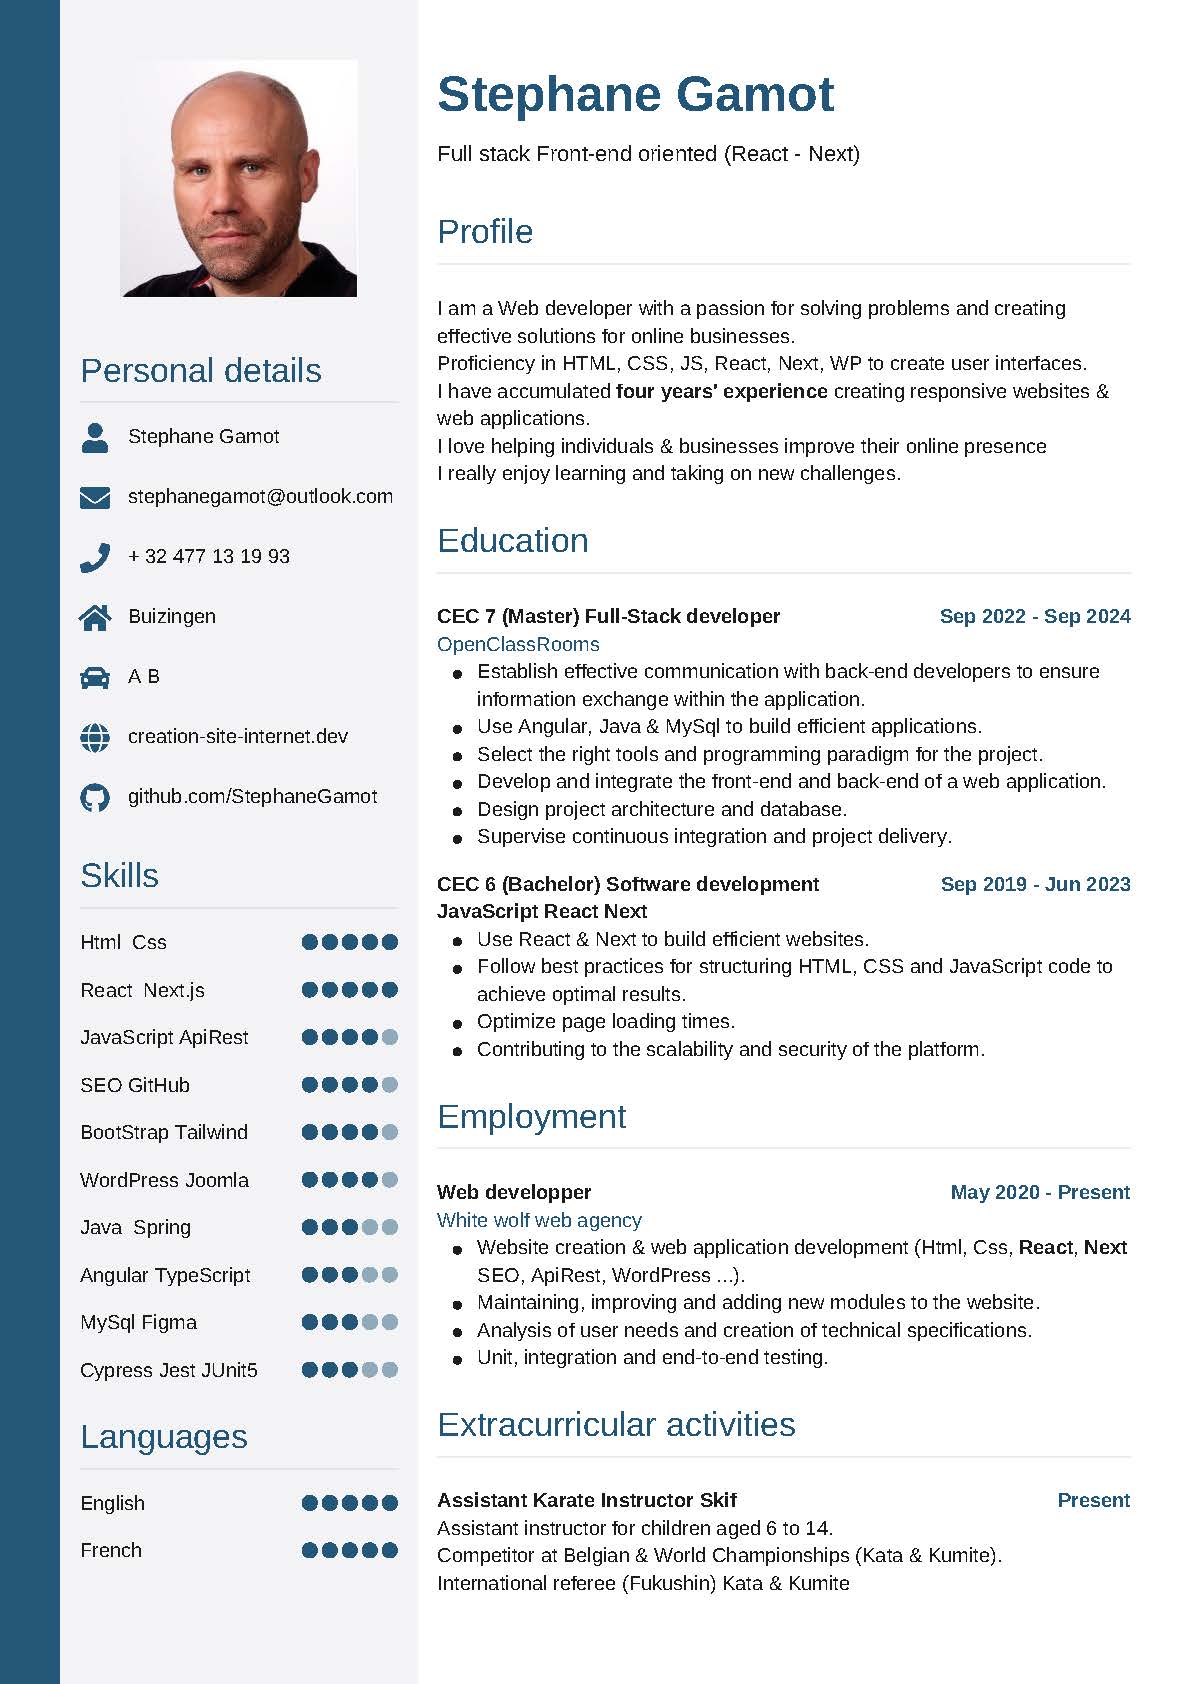 Stephane Gamot
Full stack Front-end oriented (React - Next)
Personal details
Stephane Gamot
stephanegamot@outlook.com
+ 32 477 13 19 93
Buizingen
A B
creation-site-internet.dev
github.com/StephaneGamot
Skills
Html  Css
React  Next.js
JavaScript ApiRest
SEO GitHub
BootStrap Tailwind
WordPress Joomla
Java  Spring
Angular TypeScript
MySql Figma
Cypress Jest JUnit5
Languages
English
French
Profile
I am a Web developer with a passion for solving problems and creating
effective solutions for online businesses.
Proficiency in HTML, CSS, JS, React, Next, WP to create user interfaces.
I have accumulated four years' experience creating responsive websites &
web applications.
I love helping individuals & businesses improve their online presence
I really enjoy learning and taking on new challenges.
Education
CEC 7 (Master) Full-Stack developer Sep 2022 - Sep 2024
OpenClassRooms
● Establish effective communication with back-end developers to ensure
information exchange within the application.
● Use Angular, Java & MySql to build efficient applications.
● Select the right tools and programming paradigm for the project.
● Develop and integrate the front-end and back-end of a web application.
● Design project architecture and database.
● Supervise continuous integration and project delivery.
CEC 6 (Bachelor) Software development Sep 2019 - Jun 2023
JavaScript React Next
● Use React & Next to build efficient websites.
● Follow best practices for structuring HTML, CSS and JavaScript code to
achieve optimal results.
● Optimize page loading times.
● Contributing to the scalability and security of the platform.
Employment
Web developper May 2020 - Present
White wolf web agency
● Website creation & web application development (Html, Css, React, Next
SEO, ApiRest, WordPress ...).
● Maintaining, improving and adding new modules to the website.
● Analysis of user needs and creation of technical specifications.
● Unit, integration and end-to-end testing.
Extracurricular activities
Assistant Karate Instructor Skif Present
Assistant instructor for children aged 6 to 14.
Competitor at Belgian & World Championships (Kata & Kumite).
International referee (Fukushin) Kata & Kumite